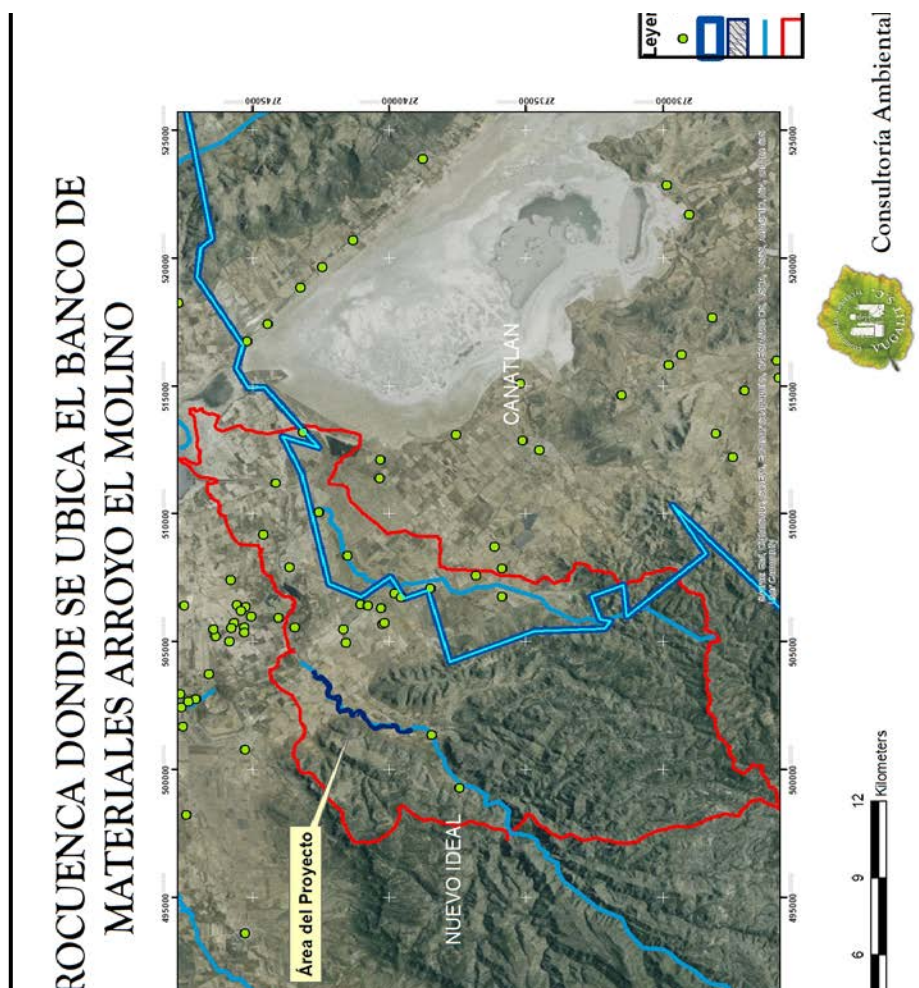 ROCUENCA DONDE SE UBICA EL BANCO DE
MATERIALES ARROYO EL MOLINO
495000
500000
505000
510000
515000
520000
525000
2745000
2740000
2735000
2730000
Área del Proyecto
NUEVO IDEAL
CANATLAN
Leyen
6
9
12
Kilometers
Consultoría Ambiental